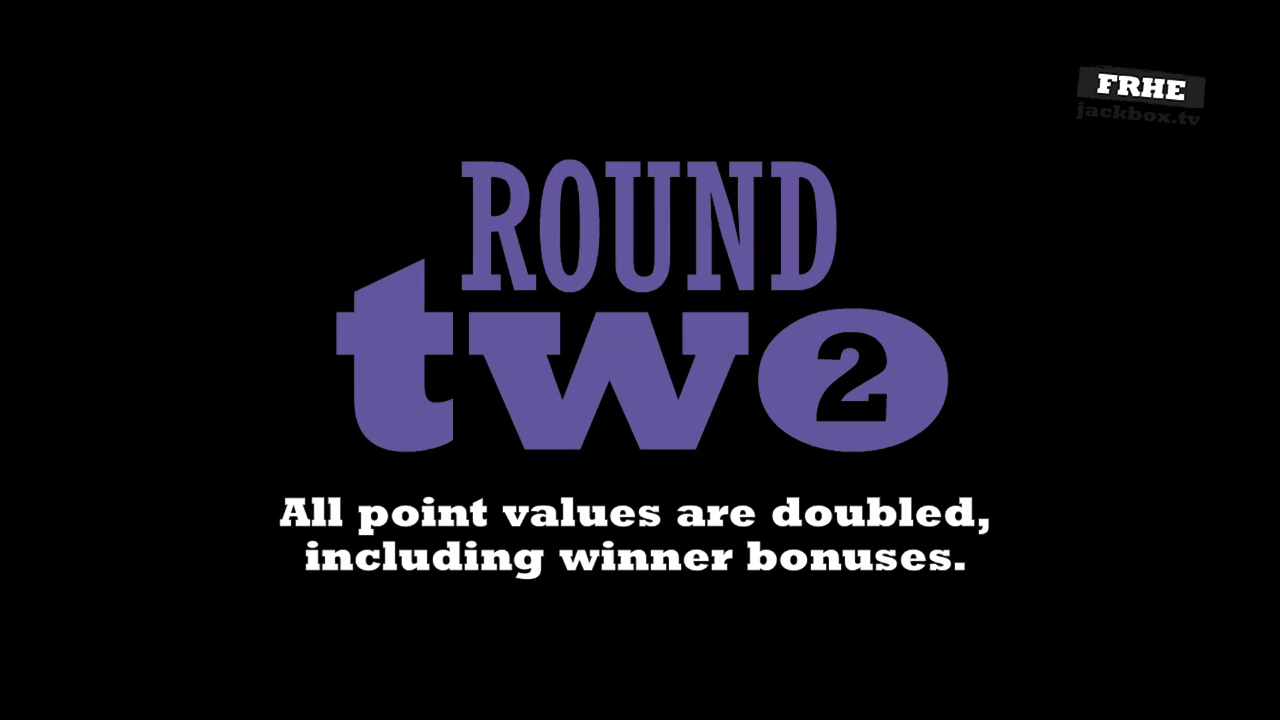 FRHE
jackbox.tv
ROUND
two
2
All point values are doubled,
including winner bonuses.